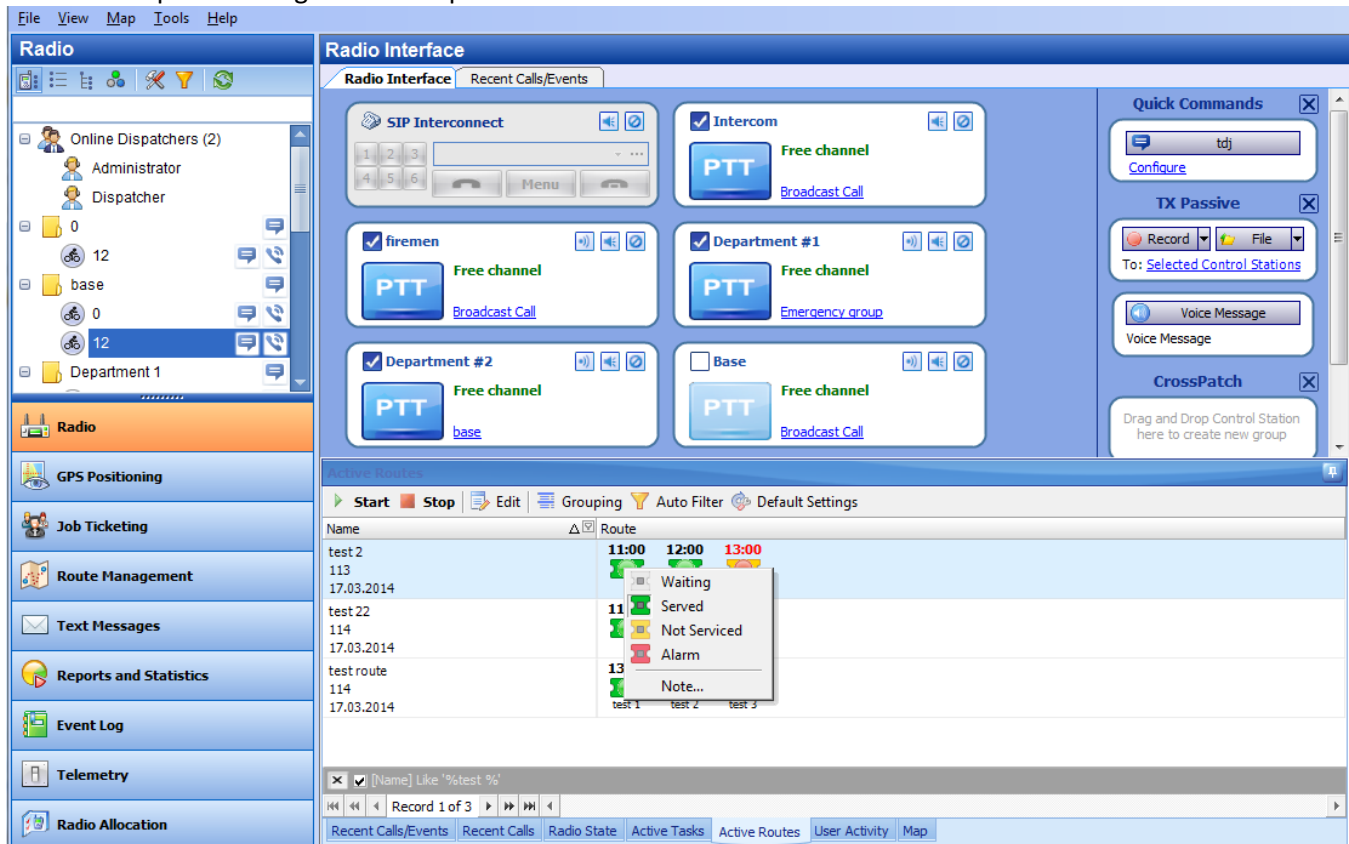 File View Map Tools Help
Radio
Online Dispatchers (2)
Administrator
Dispatcher
0
12
base
0
12
Department 1
Radio
GPS Positioning
Job Ticketing
Route Management
Text Messages
Reports and Statistics
Event Log
Telemetry
Radio Allocation
Radio Interface
Radio Interface Recent Calls/Events
SIP Interconnect
1 2 3
4 5 6 Menu
Intercom
PTT
Free channel
Broadcast Call
firemen
PTT
Free channel
Broadcast Call
Department #1
PTT
Free channel
Emergency group
Department #2
PTT
Free channel
base
Base
PTT
Free channel
Broadcast Call
Quick Commands
tdj
Configure
TX Passive
Record File
To: Selected Control Stations
Voice Message
Voice Message
CrossPatch
Drag and Drop Control Station
here to create new group
Active Routes
Start Stop Edit Grouping Auto Filter Default Settings
Name Route
test 2 11:00 12:00 13:00
113
17.03.2014
test 22 11
114
17.03.2014
test route 13
114
17.03.2014 test 1 test 2 test 3
Waiting
Served
Not Serviced
Alarm
Note...
[Name] Like '%test %'
Record 1 of 3
Recent Calls/Events Recent Calls Radio State Active Tasks Active Routes User Activity Map